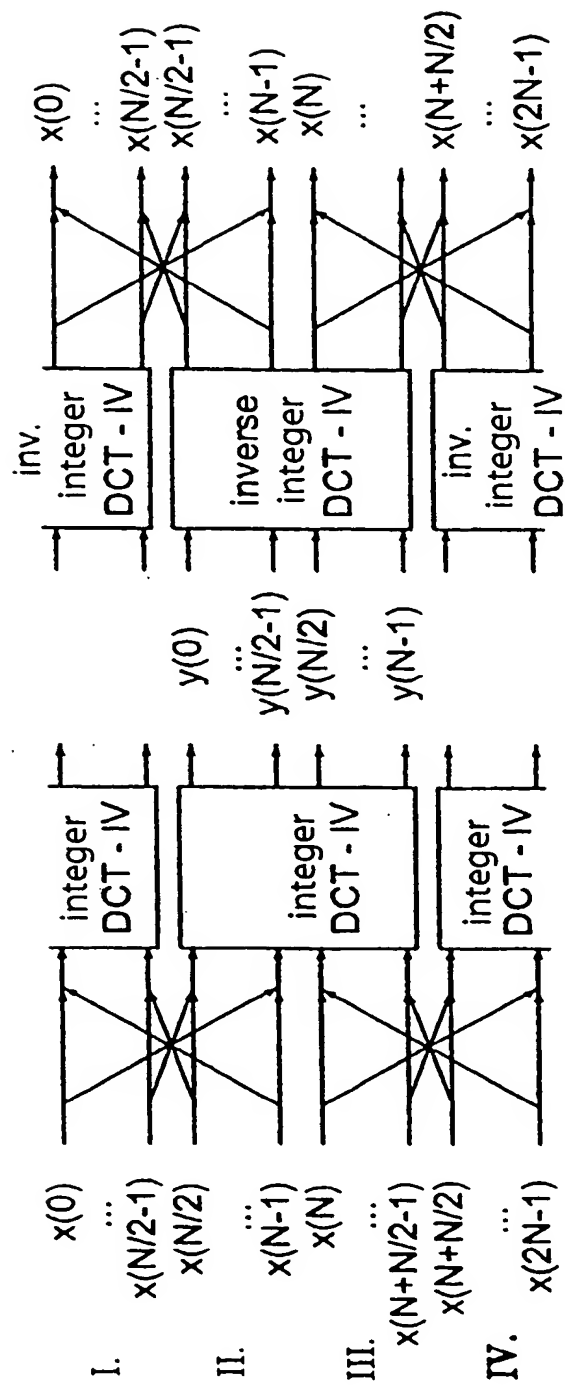 I.
II.
III.
IV.
x(0)
...
x(N/2-1)
x(N/2)
...
x(N-1)
x(N)
...
x(N+N/2-1)
x(N+N/2)
...
x(2N-1)
integer
DCT - IV
integer
DCT - IV
integer
DCT - IV
y(0)
...
y(N/2-1)
y(N/2)
...
y(N-1)
inv.
integer
DCT - IV
inverse
integer
DCT - IV
inv.
integer
DCT - IV
x(0)
...
x(N/2-1)
x(N/2-1)
...
x(N-1)
x(N)
...
x(N+N/2)
...
x(2N-1)